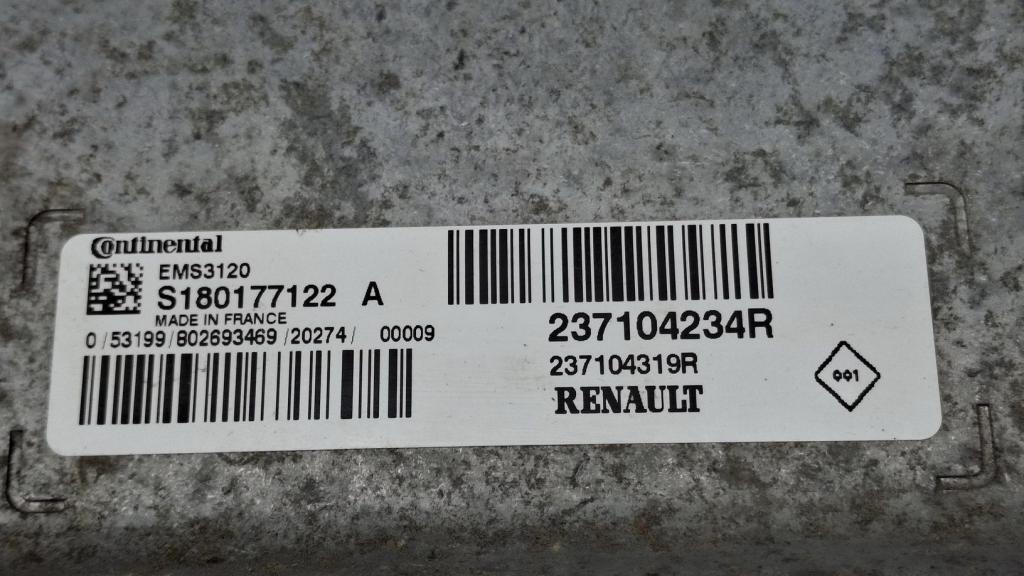 Continental
EMS3120
S180177122 A
MADE IN FRANCE
0/53199/802693469/20274/ 00009
237104234R
237104319R
RENAULT
001